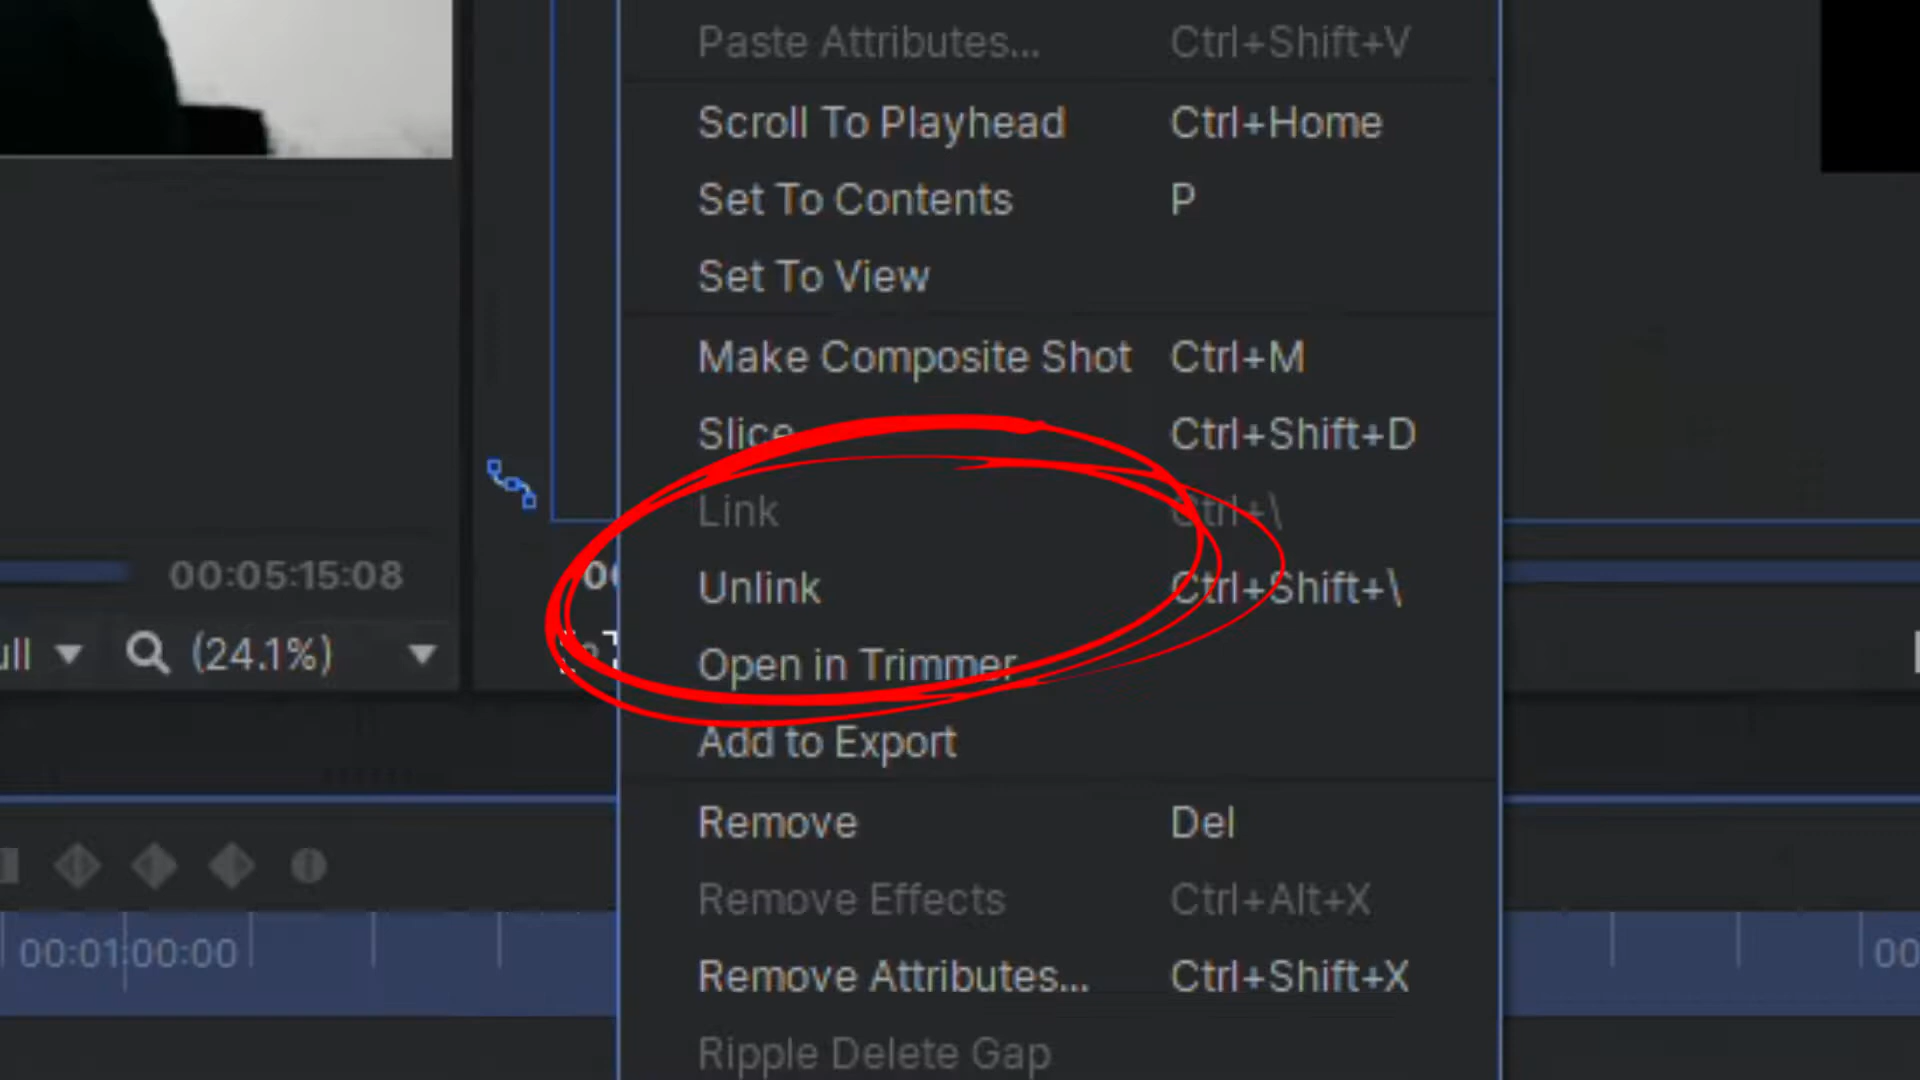 Paste Attributes... Ctrl+Shift+V
Scroll To Playhead Ctrl+Home
Set To Contents P
Set To View
Make Composite Shot Ctrl+M
Slice Ctrl+Shift+D
Link Ctrl+\
Unlink Ctrl+Shift+\
Open in Trimmer
Add to Export
Remove Del
Remove Effects Ctrl+Alt+X
Remove Attributes... Ctrl+Shift+X
Ripple Delete Gap
00:05:15:08
(24.1%)
00:01:00:00
00